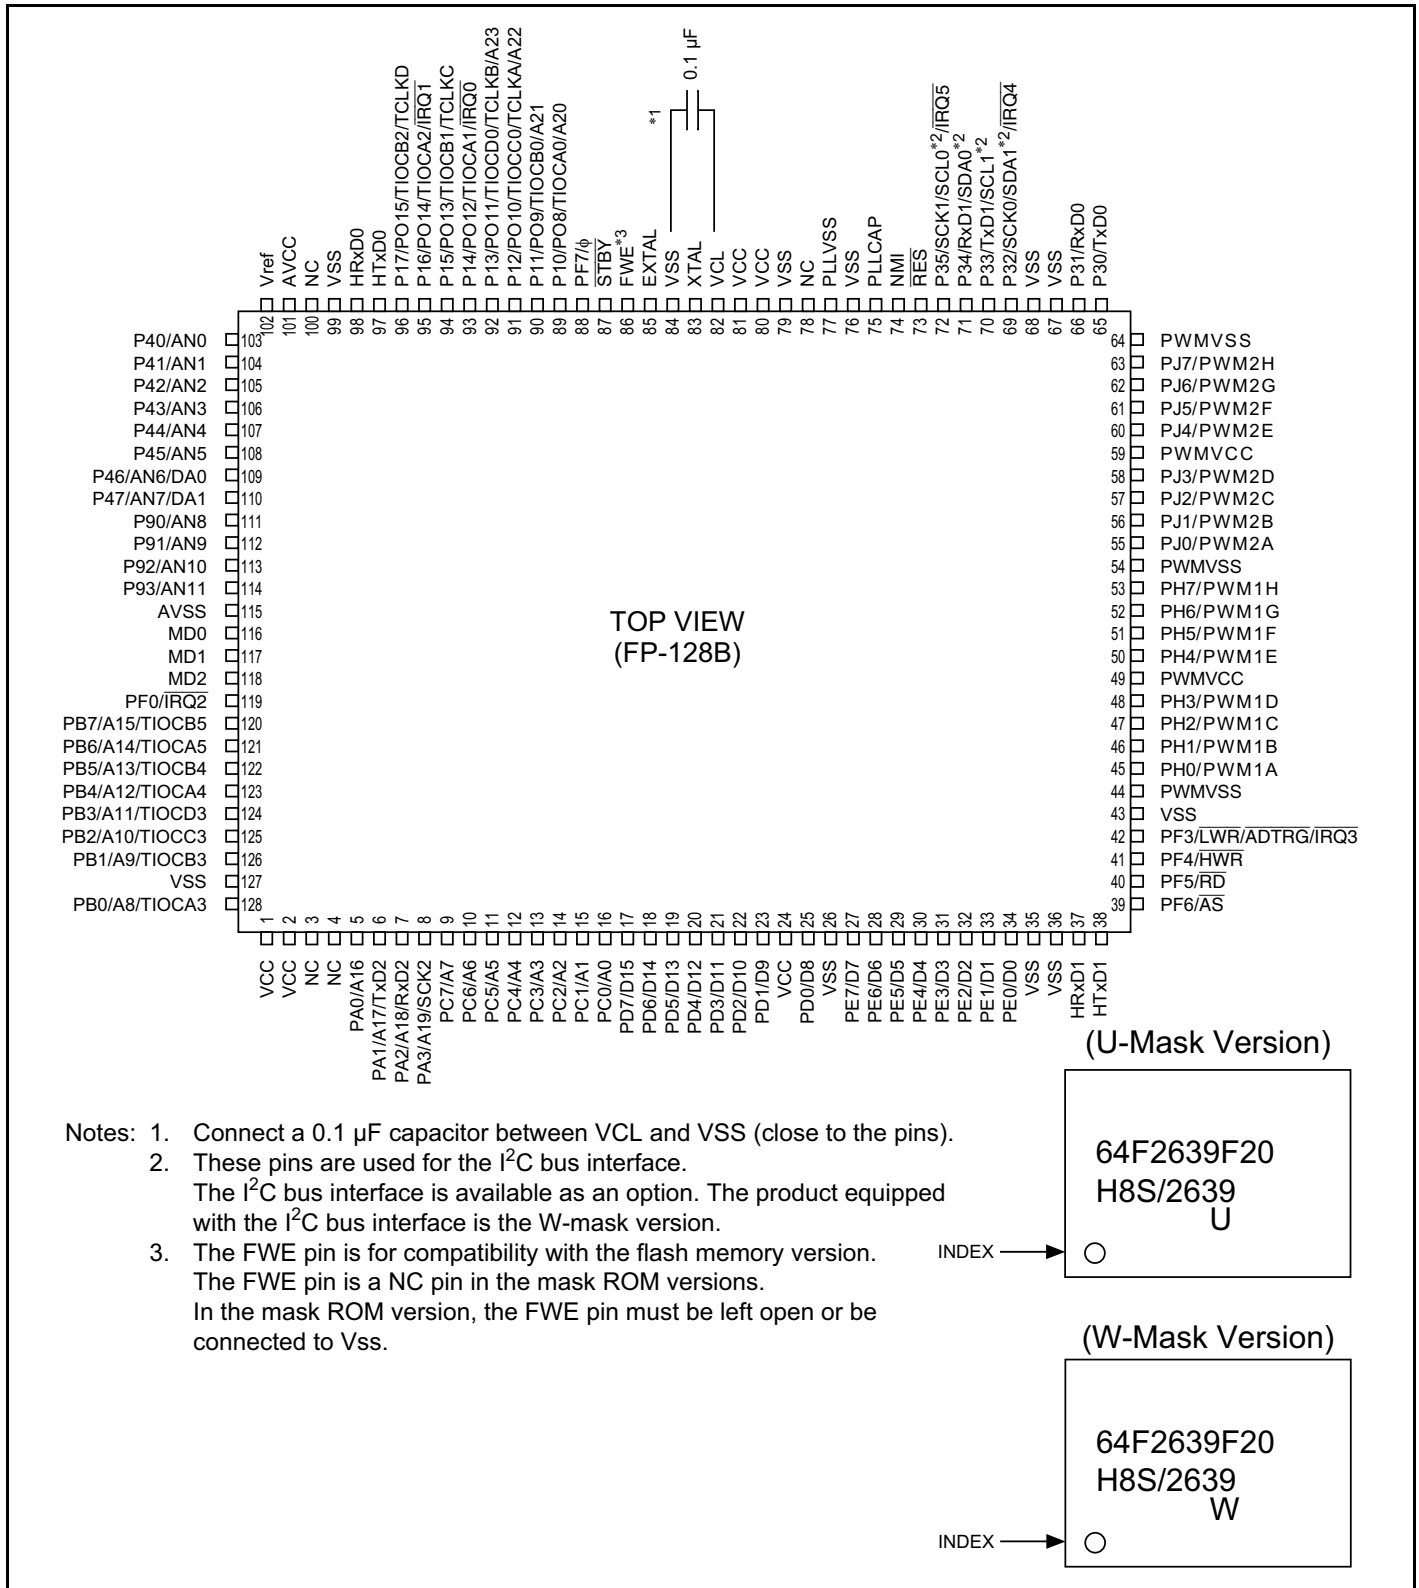 0.1 µF
*1
Vref
AVCC
NC
VSS
HRxD0
HTxD0
P17/PO15/TIOCB2/TCLKD
P16/PO14/TIOCA2/IRQ1
P15/PO13/TIOCB1/TCLKC
P14/PO12/TIOCA1/IRQ0
P13/PO11/TIOCD0/TCLKB/A23
P12/PO10/TIOCC0/TCLKA/A22
P11/PO9/TIOCB0/A21
P10/PO8/TIOCA0/A20
PF7/ϕ
STBY
FWE*3
EXTAL
VSS
XTAL
VCL
VCC
VCC
VSS
NC
PLLVSS
VSS
PLLCAP
NMI
RES
P35/SCK1/SCL0*2/IRQ5
P34/RxD1/SDA0*2
P33/TxD1/SCL1*2
P32/SCK0/SDA1*2/IRQ4
VSS
VSS
P31/RxD0
P30/TxD0
102 101 100 99 98 97 96 95 94 93 92 91 90 89 88 87 86 85 84 83 82 81 80 79 78 77 76 75 74 73 72 71 70 69 68 67 66 65
P40/AN0 103
P41/AN1 104
P42/AN2 105
P43/AN3 106
P44/AN4 107
P45/AN5 108
P46/AN6/DA0 109
P47/AN7/DA1 110
P90/AN8 111
P91/AN9 112
P92/AN10 113
P93/AN11 114
AVSS 115
MD0 116
MD1 117
MD2 118
PF0/IRQ2 119
PB7/A15/TIOCB5 120
PB6/A14/TIOCA5 121
PB5/A13/TIOCB4 122
PB4/A12/TIOCA4 123
PB3/A11/TIOCD3 124
PB2/A10/TIOCC3 125
PB1/A9/TIOCB3 126
VSS 127
PB0/A8/TIOCA3 128
TOP VIEW
(FP-128B)
64 PWMVSS
63 PJ7/PWM2H
62 PJ6/PWM2G
61 PJ5/PWM2F
60 PJ4/PWM2E
59 PWMVCC
58 PJ3/PWM2D
57 PJ2/PWM2C
56 PJ1/PWM2B
55 PJ0/PWM2A
54 PWMVSS
53 PH7/PWM1H
52 PH6/PWM1G
51 PH5/PWM1F
50 PH4/PWM1E
49 PWMVCC
48 PH3/PWM1D
47 PH2/PWM1C
46 PH1/PWM1B
45 PH0/PWM1A
44 PWMVSS
43 VSS
42 PF3/LWR/ADTRG/IRQ3
41 PF4/HWR
40 PF5/RD
39 PF6/AS
1 2 3 4 5 6 7 8 9 10 11 12 13 14 15 16 17 18 19 20 21 22 23 24 25 26 27 28 29 30 31 32 33 34 35 36 37 38
VCC
VCC
NC
NC
PA0/A16
PA1/A17/TxD2
PA2/A18/RxD2
PA3/A19/SCK2
PC7/A7
PC6/A6
PC5/A5
PC4/A4
PC3/A3
PC2/A2
PC1/A1
PC0/A0
PD7/D15
PD6/D14
PD5/D13
PD4/D12
PD3/D11
PD2/D10
PD1/D9
VCC
PD0/D8
VSS
PE7/D7
PE6/D6
PE5/D5
PE4/D4
PE3/D3
PE2/D2
PE1/D1
PE0/D0
VSS
VSS
HRxD1
HTxD1
Notes: 1. Connect a 0.1 µF capacitor between VCL and VSS (close to the pins).
2. These pins are used for the I²C bus interface.
The I²C bus interface is available as an option. The product equipped
with the I²C bus interface is the W-mask version.
3. The FWE pin is for compatibility with the flash memory version.
The FWE pin is a NC pin in the mask ROM versions.
In the mask ROM version, the FWE pin must be left open or be
connected to Vss.
(U-Mask Version)
64F2639F20
H8S/2639
U
INDEX
(W-Mask Version)
64F2639F20
H8S/2639
W
INDEX